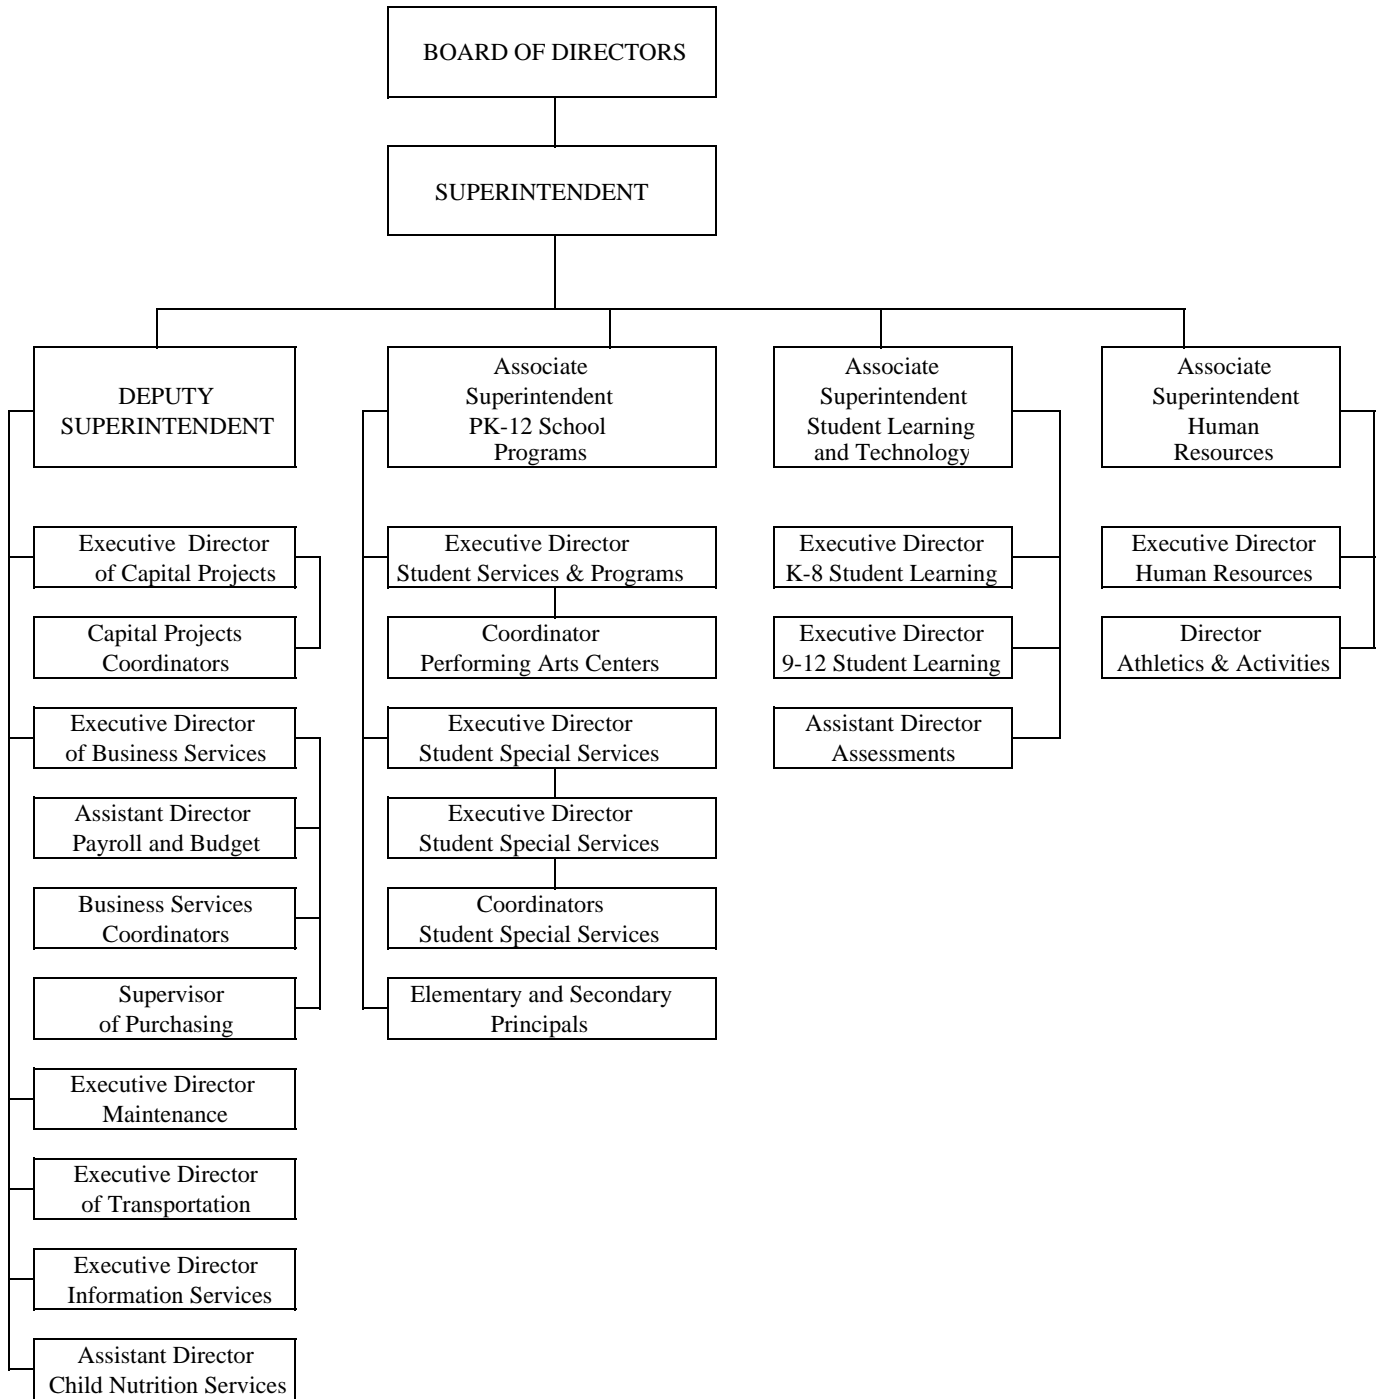 BOARD OF DIRECTORS
SUPERINTENDENT
DEPUTY
SUPERINTENDENT
Associate
Superintendent
PK-12 School
Programs
Associate
Superintendent
Student Learning
and Technology
Associate
Superintendent
Human
Resources
Executive Director
of Capital Projects
Capital Projects
Coordinators
Executive Director
of Business Services
Assistant Director
Payroll and Budget
Business Services
Coordinators
Supervisor
of Purchasing
Executive Director
Maintenance
Executive Director
of Transportation
Executive Director
Information Services
Assistant Director
Child Nutrition Services
Executive Director
Student Services & Programs
Coordinator
Performing Arts Centers
Executive Director
Student Special Services
Executive Director
Student Special Services
Coordinators
Student Special Services
Elementary and Secondary
Principals
Executive Director
K-8 Student Learning
Executive Director
9-12 Student Learning
Assistant Director
Assessments
Executive Director
Human Resources
Director
Athletics & Activities